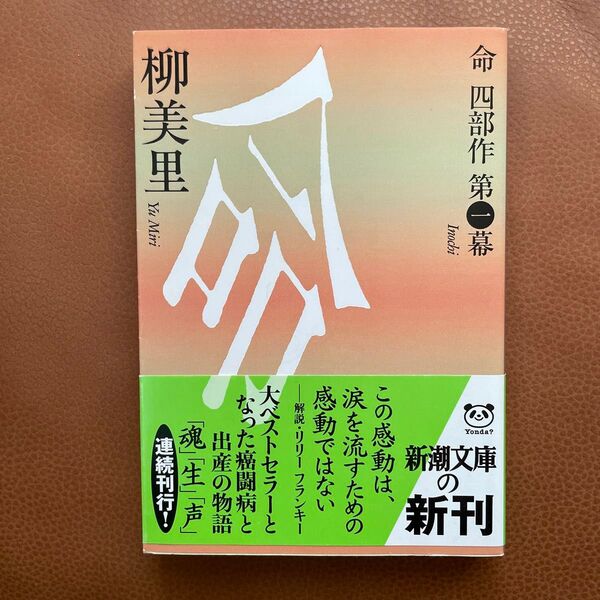 命 四部作 第一幕
Inochi
命
柳美里
Yu Miri
Yonda?
新潮文庫
の
新刊
この感動は、
涙を流すための
感動ではない
──解説・リリー フランキー
大ベストセラーと
なった癌闘病と
出産の物語
「魂」「生」「声」
連続刊行!